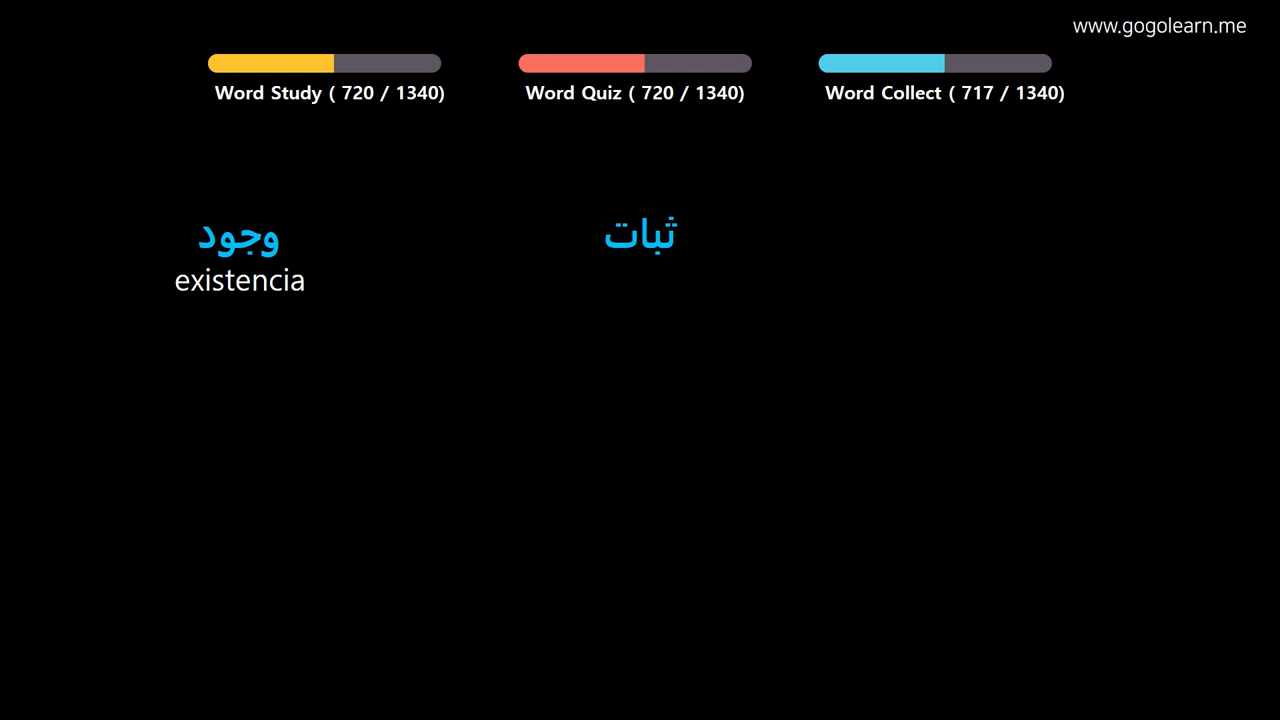 www.gogolearn.me
Word Study ( 720 / 1340)
Word Quiz ( 720 / 1340)
Word Collect ( 717 / 1340)
وجود
existencia
ثبات